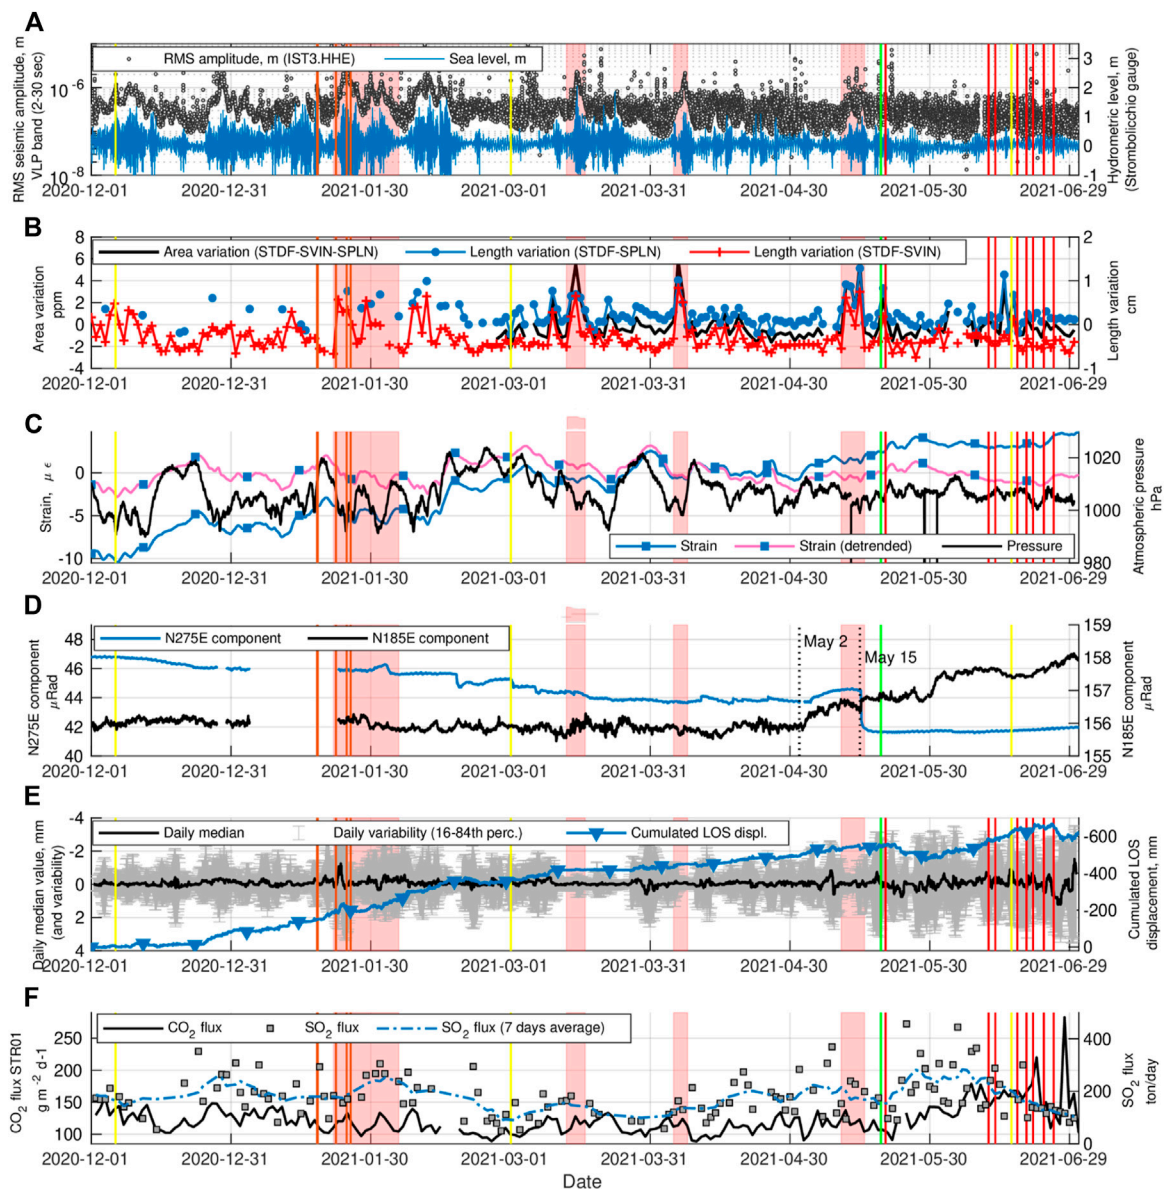 A
RMS seismic amplitude, m
VLP band (2-30 sec)
RMS amplitude, m (IST3.HHE)
Sea level, m
10-6
10-8
3
2
1
0
-1
Hydrometric level, m
(Strombolicchio gauge)
2020-12-01 2020-12-31 2021-01-30 2021-03-01 2021-03-31 2021-04-30 2021-05-30 2021-06-29
B
Area variation
ppm
8
6
4
2
0
-2
-4
Area variation (STDF-SVIN-SPLN)
Length variation (STDF-SPLN)
Length variation (STDF-SVIN)
2
1
0
-1
Length variation
cm
2020-12-01 2020-12-31 2021-01-30 2021-03-01 2021-03-31 2021-04-30 2021-05-30 2021-06-29
C
Strain, μ ϵ
0
-5
-10
Strain
Strain (detrended)
Pressure
1020
1000
980
Atmospheric pressure
hPa
2020-12-01 2020-12-31 2021-01-30 2021-03-01 2021-03-31 2021-04-30 2021-05-30 2021-06-29
D
N275E component
μRad
48
46
44
42
40
N275E component
N185E component
May 2
May 15
159
158
157
156
155
N185E component
μRad
2020-12-01 2020-12-31 2021-01-30 2021-03-01 2021-03-31 2021-04-30 2021-05-30 2021-06-29
E
Daily median value, mm
(and variability)
-4
-2
0
2
4
Daily median
Daily variability (16-84th perc.)
Cumulated LOS displ.
-600
-400
-200
0
Cumulated LOS
displacement, mm
2020-12-01 2020-12-31 2021-01-30 2021-03-01 2021-03-31 2021-04-30 2021-05-30 2021-06-29
F
CO2 flux STR01
g m -2 d-1
250
200
150
100
CO2 flux
SO2 flux
SO2 flux (7 days average)
400
200
0
SO2 flux
ton/day
2020-12-01 2020-12-31 2021-01-30 2021-03-01 2021-03-31 2021-04-30 2021-05-30 2021-06-29
Date